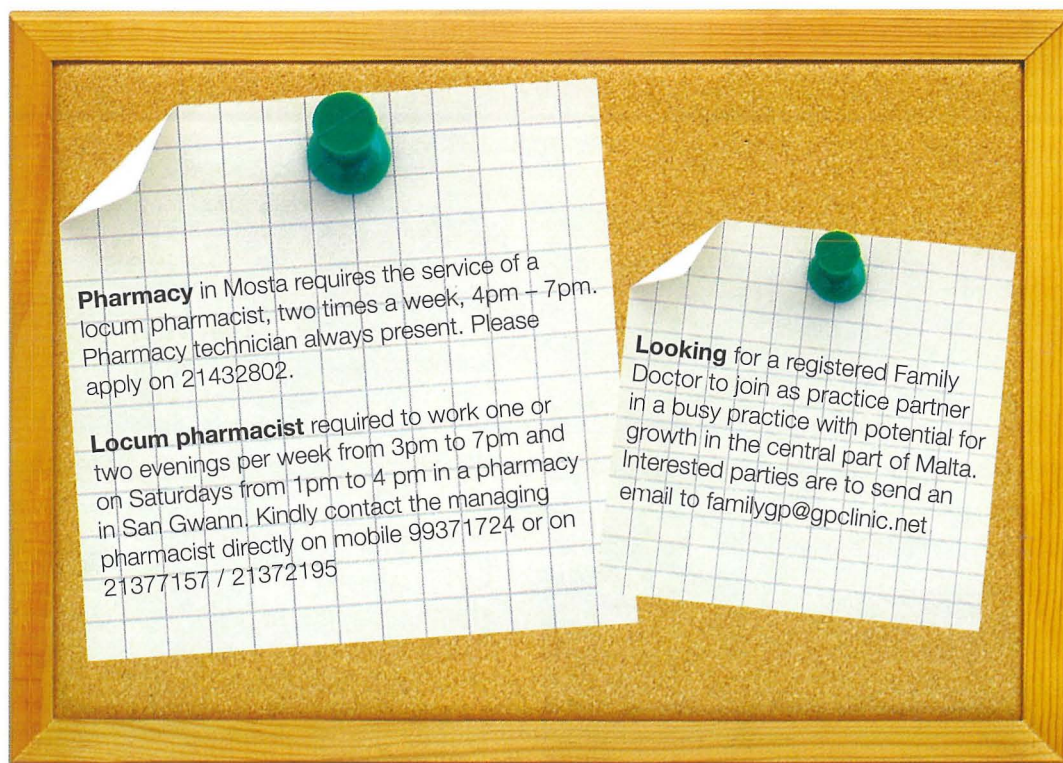 Pharmacy in Mosta requires the service of a
locum pharmacist, two times a week, 4pm – 7pm.
Pharmacy technician always present. Please
apply on 21432802.
Locum pharmacist required to work one or
two evenings per week from 3pm to 7pm and
on Saturdays from 1pm to 4 pm in a pharmacy
in San Gwann. Kindly contact the managing
pharmacist directly on mobile 99371724 or on
21377157 / 21372195
Looking for a registered Family
Doctor to join as practice partner
in a busy practice with potential for
growth in the central part of Malta.
Interested parties are to send an
email to familygp@gpclinic.net